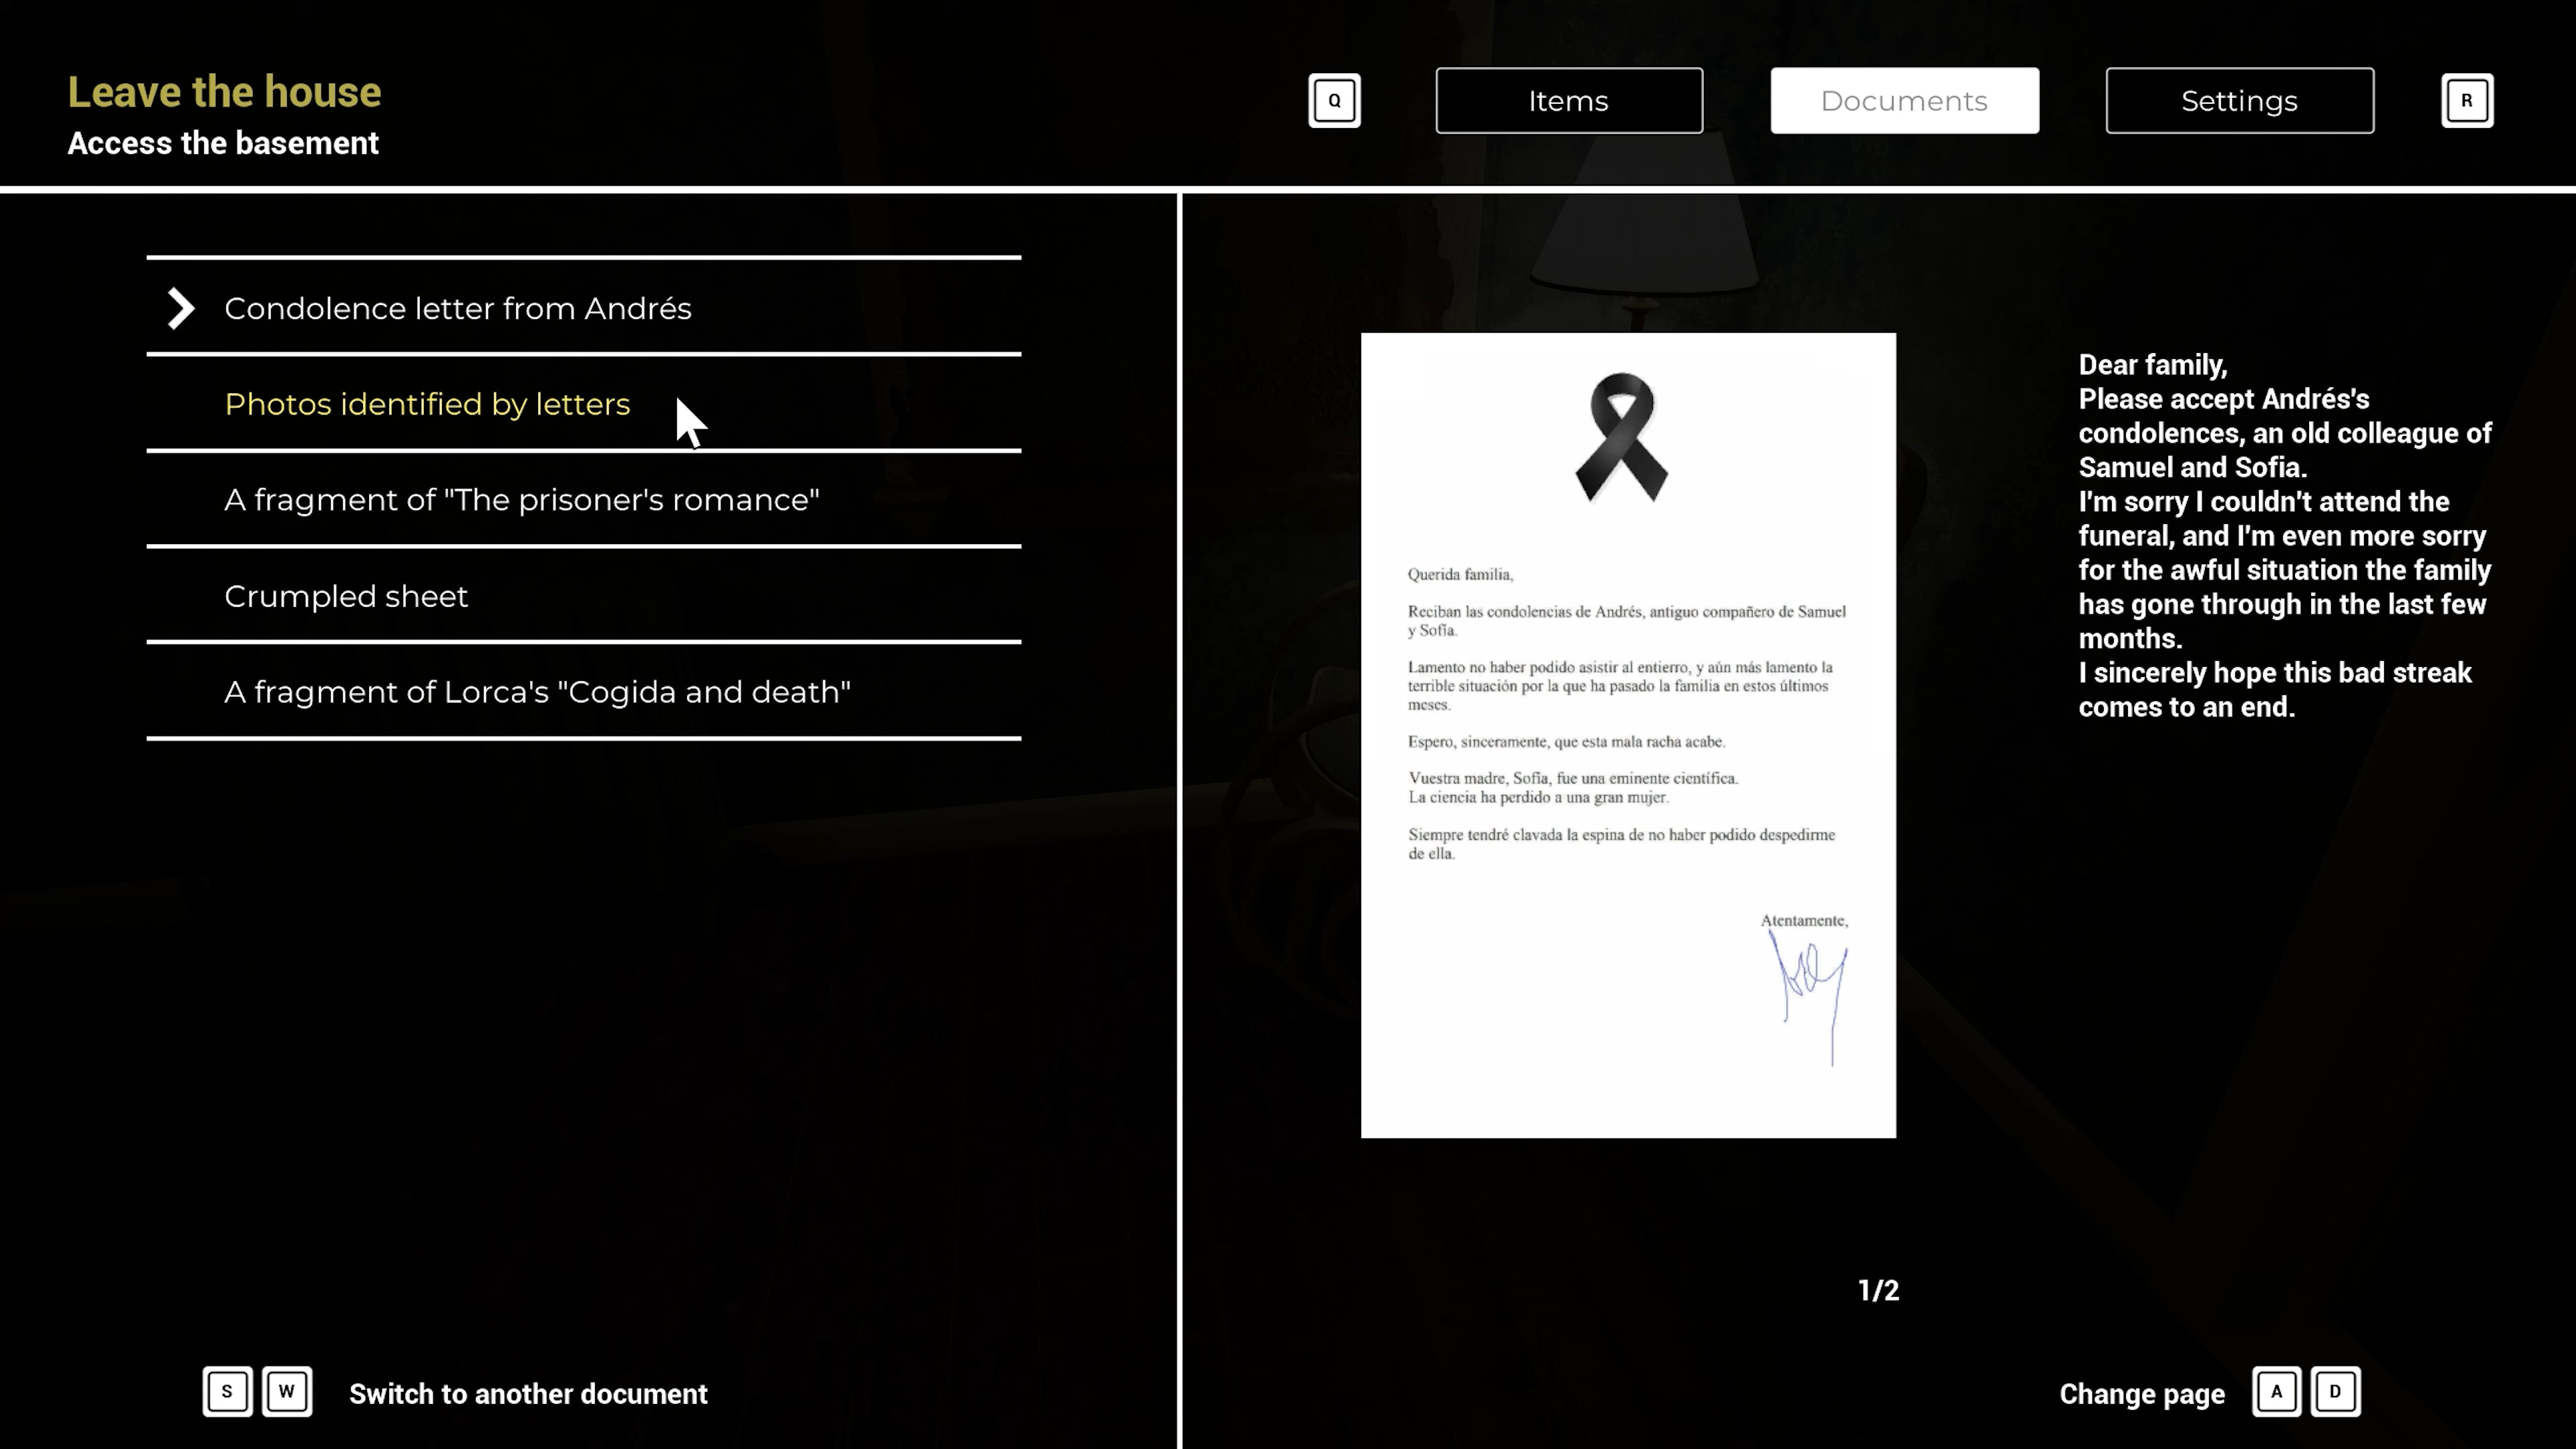 Leave the house
Access the basement
Q
Items
Documents
Settings
R
Condolence letter from Andrés
Photos identified by letters
A fragment of "The prisoner's romance"
Crumpled sheet
A fragment of Lorca's "Cogida and death"
Querida familia,
Reciban las condolencias de Andrés, antiguo compañero de Samuel
y Sofía.
Lamento no haber podido asistir al entierro, y aún más lamento la
terrible situación por la que ha pasado la familia en estos últimos
meses.
Espero, sinceramente, que esta mala racha acabe.
Vuestra madre, Sofía, fue una eminente científica.
La ciencia ha perdido a una gran mujer.
Siempre tendré clavada la espina de no haber podido despedirme
de ella.
Atentamente,
Dear family,
Please accept Andrés's
condolences, an old colleague of
Samuel and Sofia.
I'm sorry I couldn't attend the
funeral, and I'm even more sorry
for the awful situation the family
has gone through in the last few
months.
I sincerely hope this bad streak
comes to an end.
1/2
S W Switch to another document
Change page A D